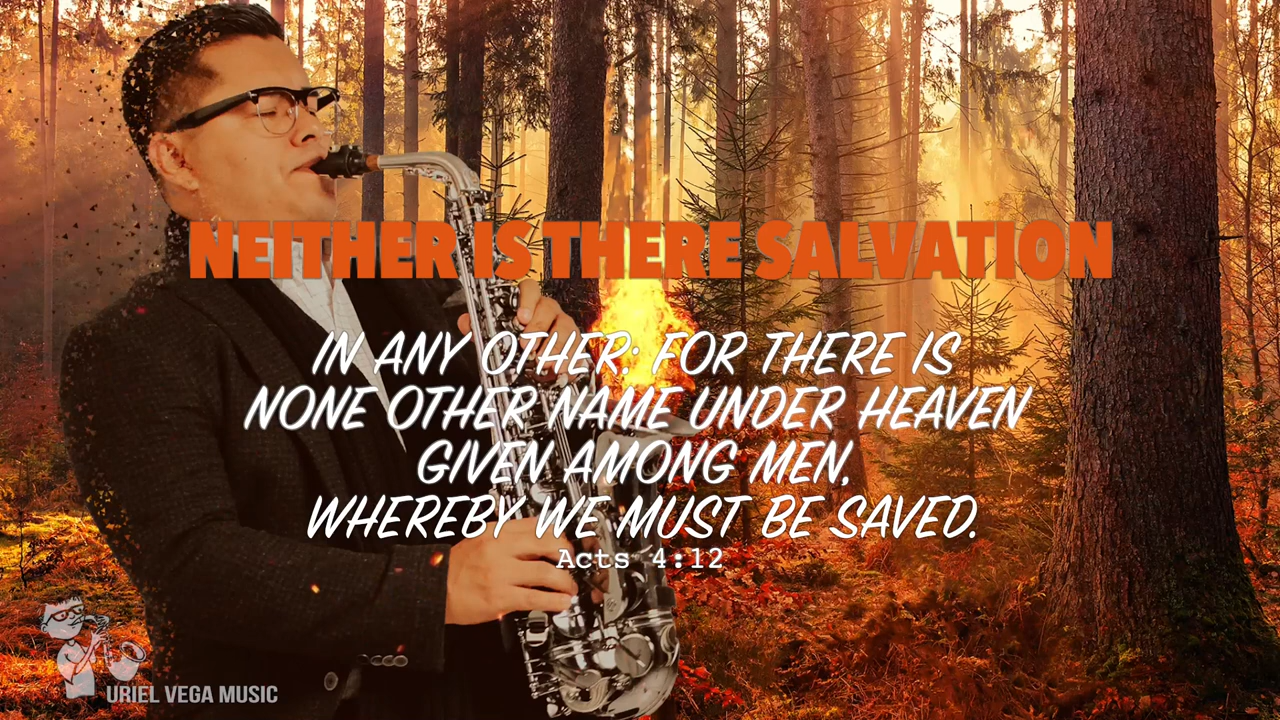 NEITHER IS THERE SALVATION
IN ANY OTHER: FOR THERE IS
NONE OTHER NAME UNDER HEAVEN
GIVEN AMONG MEN,
WHEREBY WE MUST BE SAVED.
Acts 4:12
URIEL VEGA MUSIC